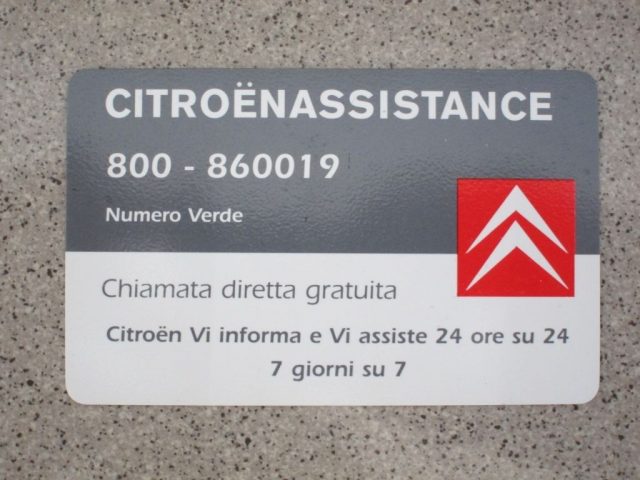 CITROËNASSISTANCE
800 - 860019
Numero Verde
Chiamata diretta gratuita
Citroën Vi informa e Vi assiste 24 ore su 24
7 giorni su 7